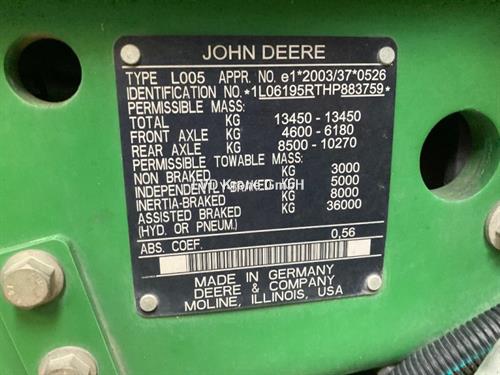 JOHN DEERE
TYPE L005 APPR. NO. e1*2003/37*0526
IDENTIFICATION NO. *1L06195RTHP883759*
PERMISSIBLE MASS:
TOTAL KG 13450 - 13450
FRONT AXLE KG 4600 - 6180
REAR AXLE KG 8500 - 10270
PERMISSIBLE TOWABLE MASS:
NON BRAKED KG 3000
INDEPENDENT BRAKED KG 5000
INERTIA-BRAKED KG 8000
ASSISTED BRAKED KG 36000
(HYD. OR PNEUM.)
ABS. COEF. 0,56
MADE IN GERMANY
DEERE & COMPANY
MOLINE, ILLINOIS, USA